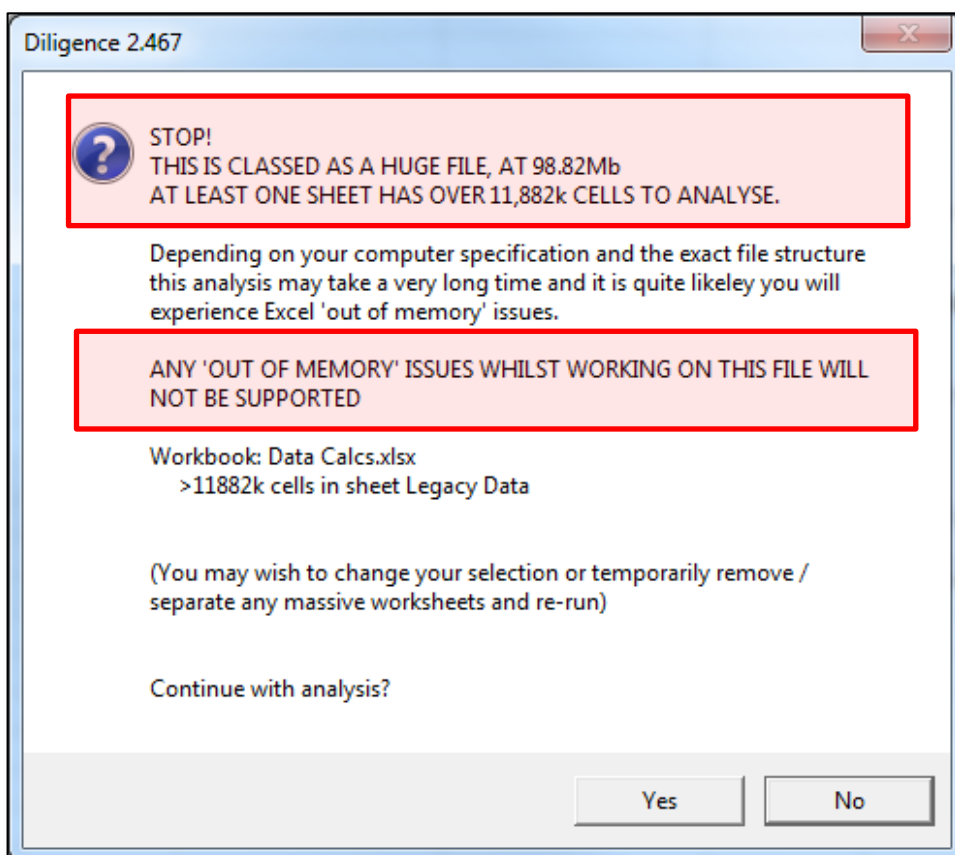 Diligence 2.467
STOP!
THIS IS CLASSED AS A HUGE FILE, AT 98.82Mb
AT LEAST ONE SHEET HAS OVER 11,882k CELLS TO ANALYSE.
Depending on your computer specification and the exact file structure
this analysis may take a very long time and it is quite likeley you will
experience Excel 'out of memory' issues.
ANY 'OUT OF MEMORY' ISSUES WHILST WORKING ON THIS FILE WILL
NOT BE SUPPORTED
Workbook: Data Calcs.xlsx
>11882k cells in sheet Legacy Data
(You may wish to change your selection or temporarily remove /
separate any massive worksheets and re-run)
Continue with analysis?
Yes No